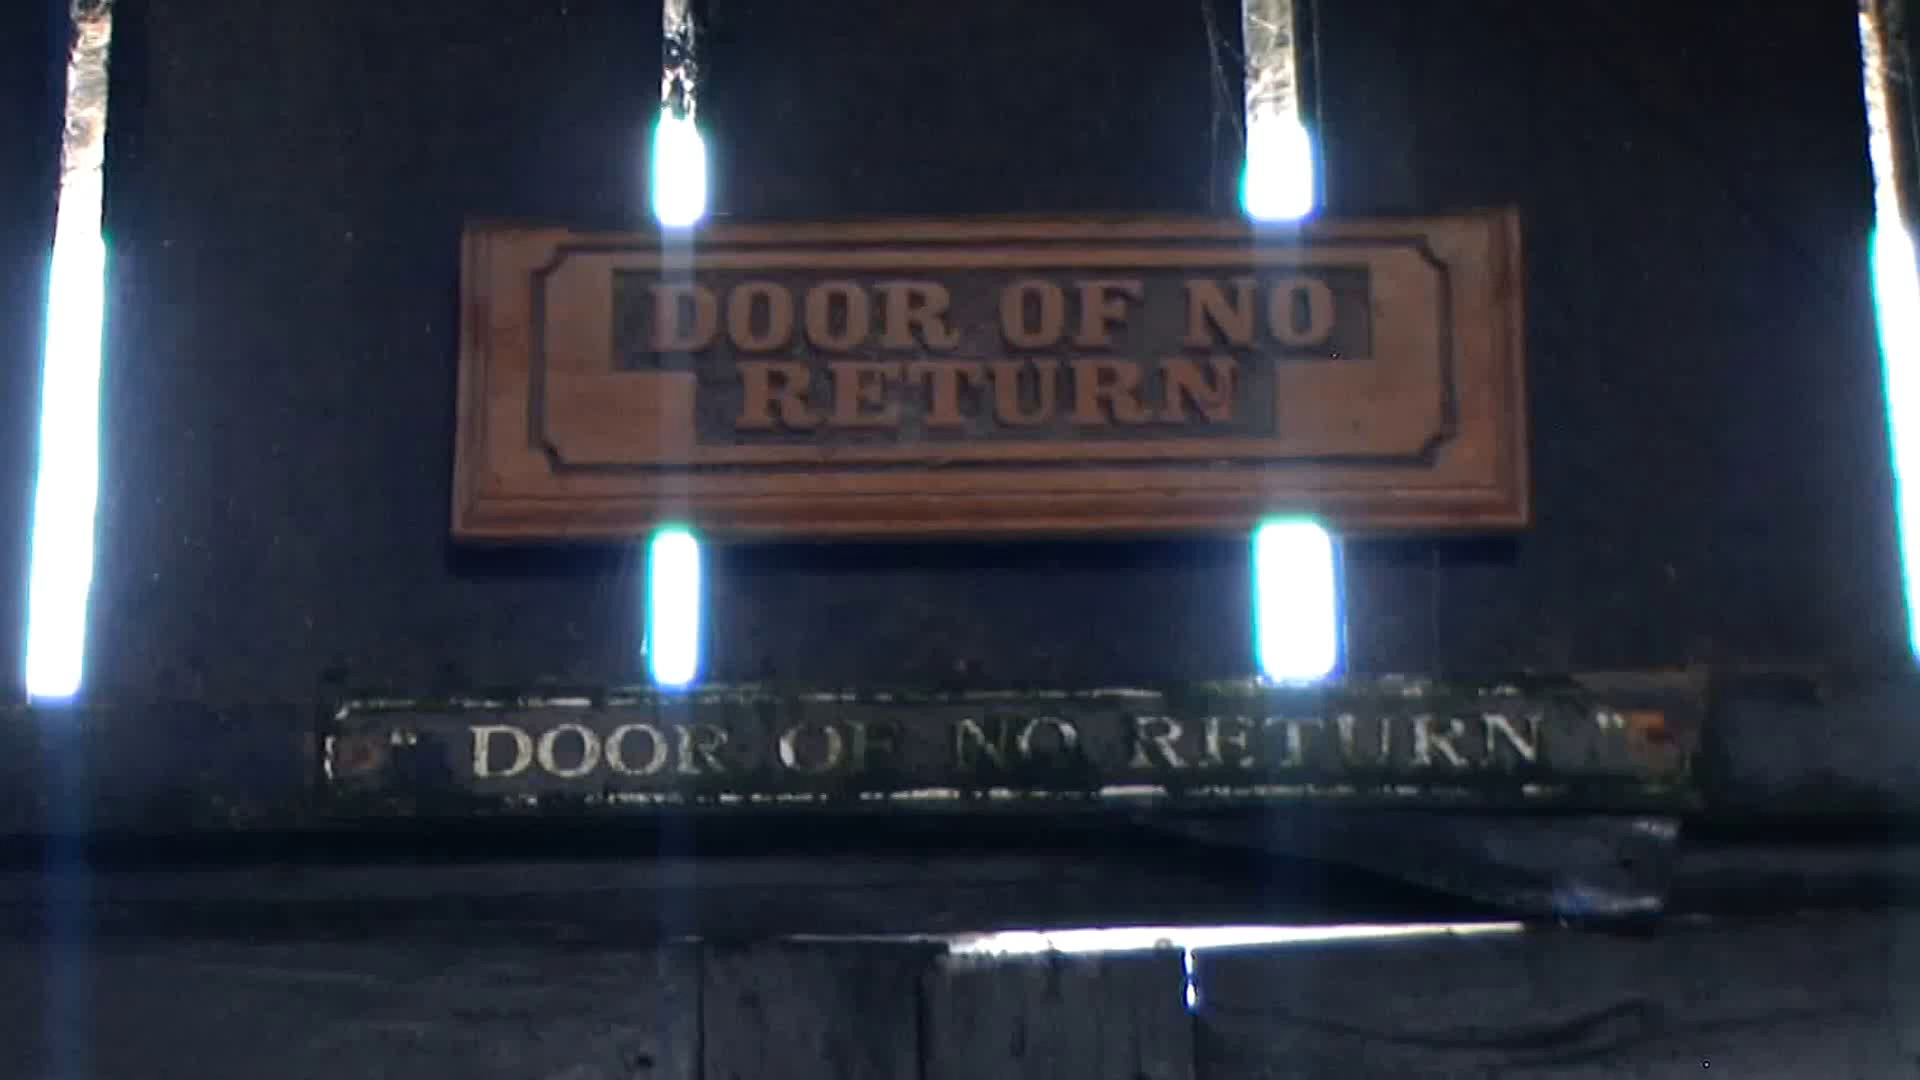 DOOR OF NO
RETURN
“ DOOR OF NO RETURN ”